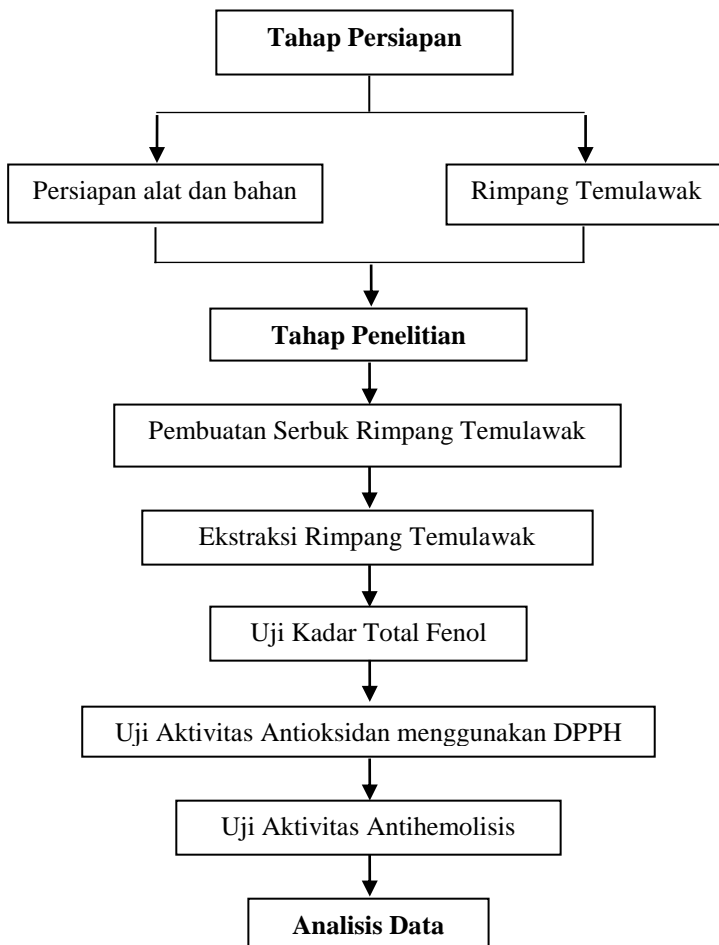 Tahap Persiapan
Persiapan alat dan bahan
Rimpang Temulawak
Tahap Penelitian
Pembuatan Serbuk Rimpang Temulawak
Ekstraksi Rimpang Temulawak
Uji Kadar Total Fenol
Uji Aktivitas Antioksidan menggunakan DPPH
Uji Aktivitas Antihemolisis
Analisis Data